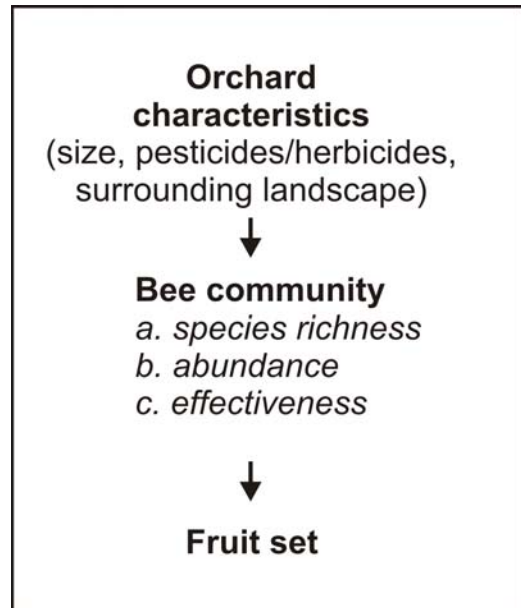 Orchard
characteristics
(size, pesticides/herbicides,
surrounding landscape)
Bee community
a. species richness
b. abundance
c. effectiveness
Fruit set